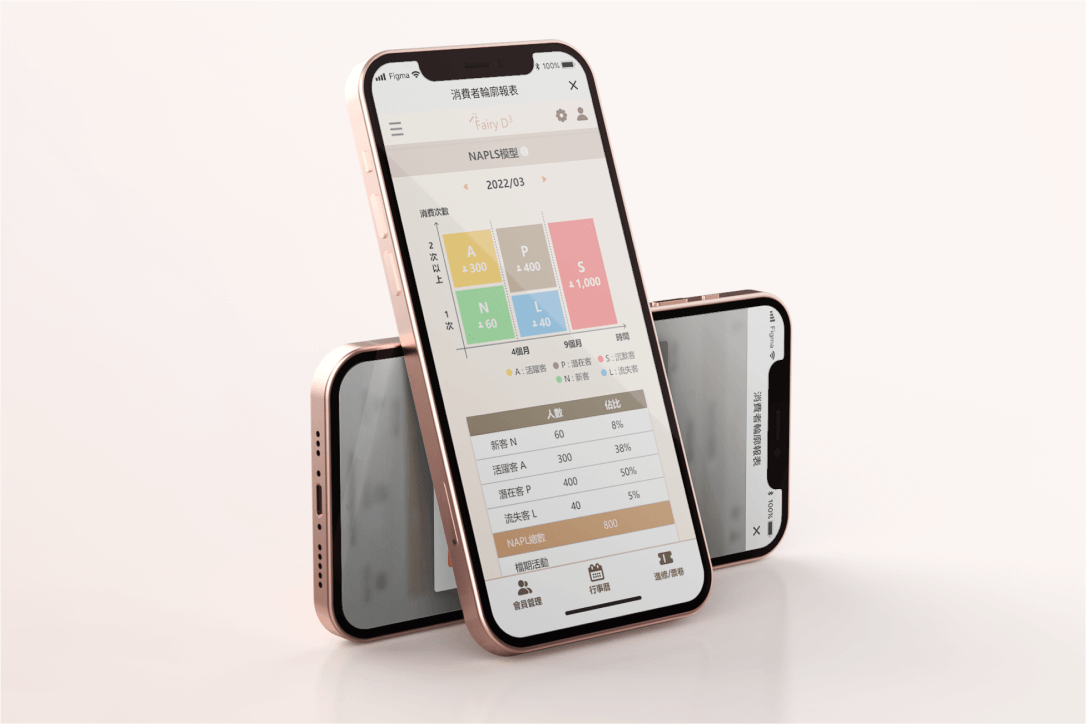 Figma 100%
消費者輪廓報表
Fairy D³
NAPLS模型
2022/03
消費次數
2次以上
A
300
P
400
S
1,000
1次
N
60
L
40
4個月
9個月
時間
A : 活躍客 P : 潛在客 S : 沉默客
N : 新客 L : 流失客
人數 佔比
新客 N 60 8%
活躍客 A 300 38%
潛在客 P 400 50%
流失客 L 40 5%
NAPL總數 800
檔期活動
會員管理
行事曆
進修/票卷
Figma 100%
消費者輪廓報表